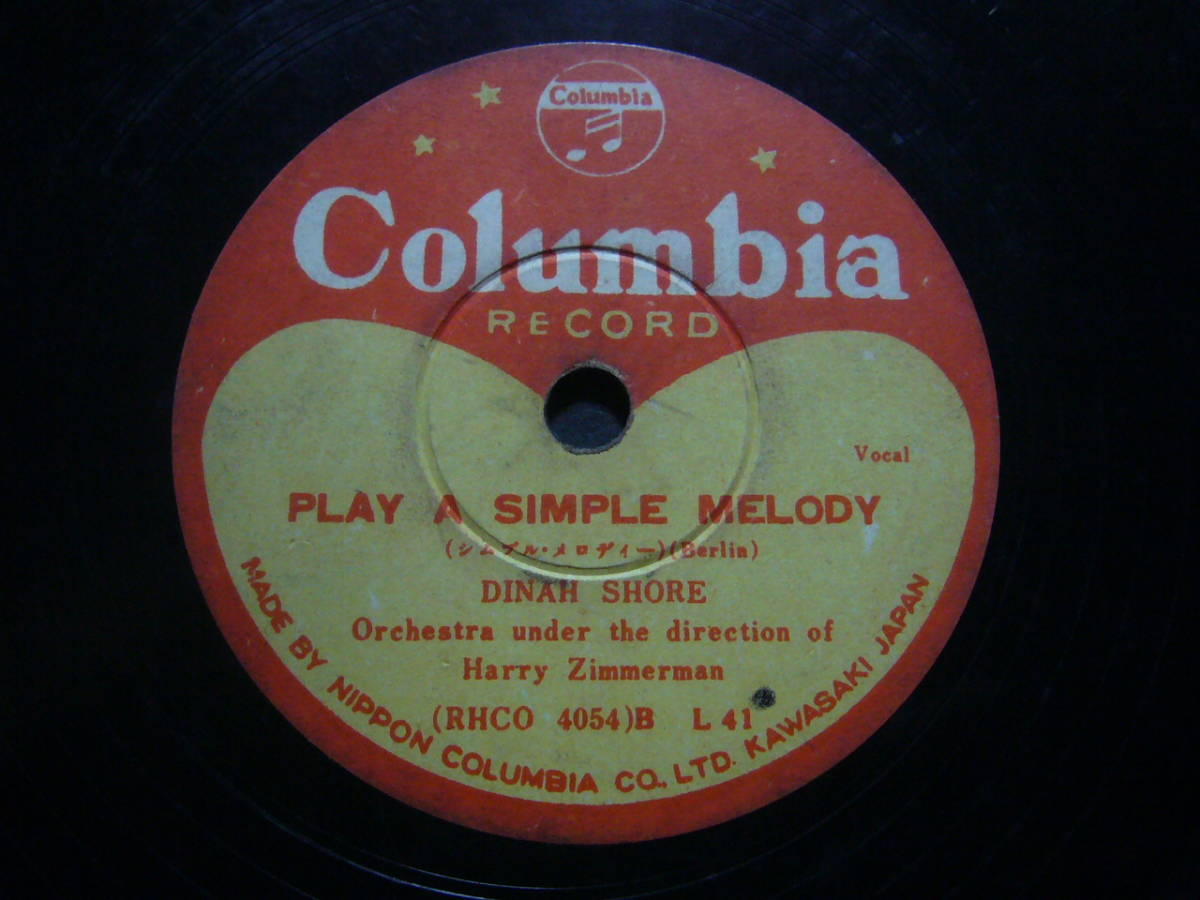 Columbia
Columbia
RECORD
Vocal
PLAY A SIMPLE MELODY
(シムプル・メロディー)(Berlin)
DINAH SHORE
Orchestra under the direction of
Harry Zimmerman
(RHCO 4054)B L 41
MADE BY NIPPON COLUMBIA CO., LTD. KAWASAKI JAPAN